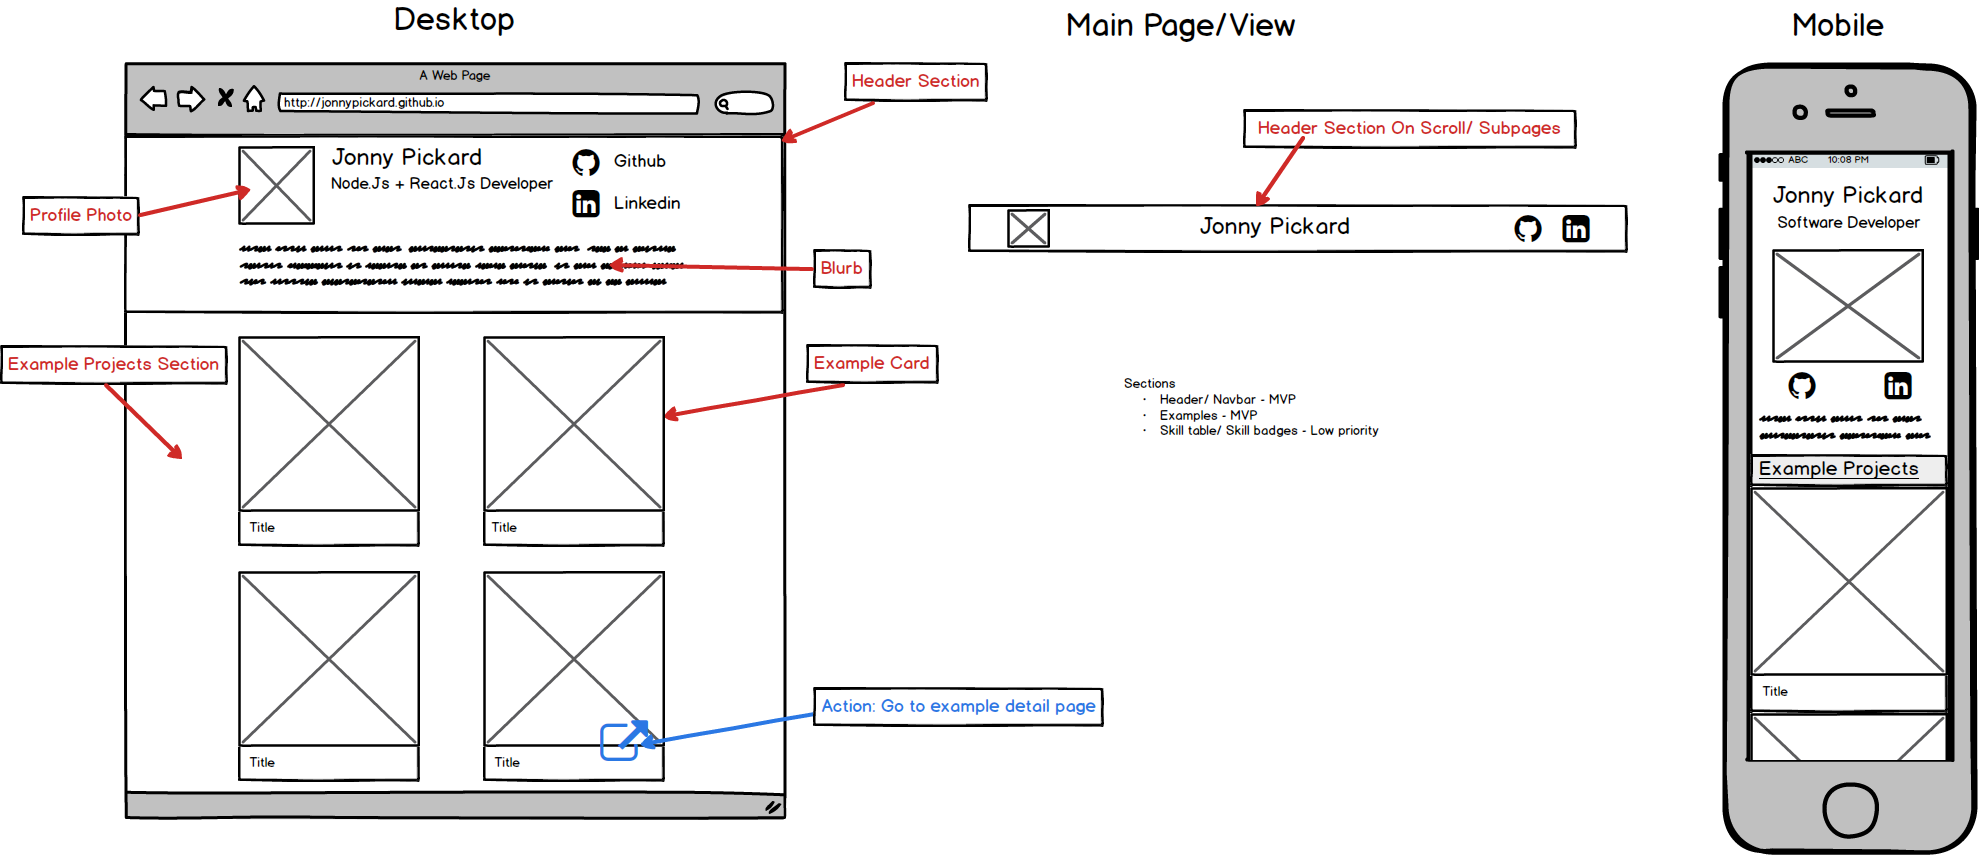 Desktop
Main Page/View
Mobile
A Web Page
http://jonnypickard.github.io
Header Section
Header Section On Scroll/ Subpages
Profile Photo
Jonny Pickard
Node.Js + React.Js Developer
Github
Linkedin
Blurb
Example Projects Section
Example Card
Title
Title
Title
Title
Action: Go to example detail page
Jonny Pickard
Sections
· Header/ Navbar - MVP
· Examples - MVP
· Skill table/ Skill badges - Low priority
ABC 10:08 PM
Jonny Pickard
Software Developer
Example Projects
Title